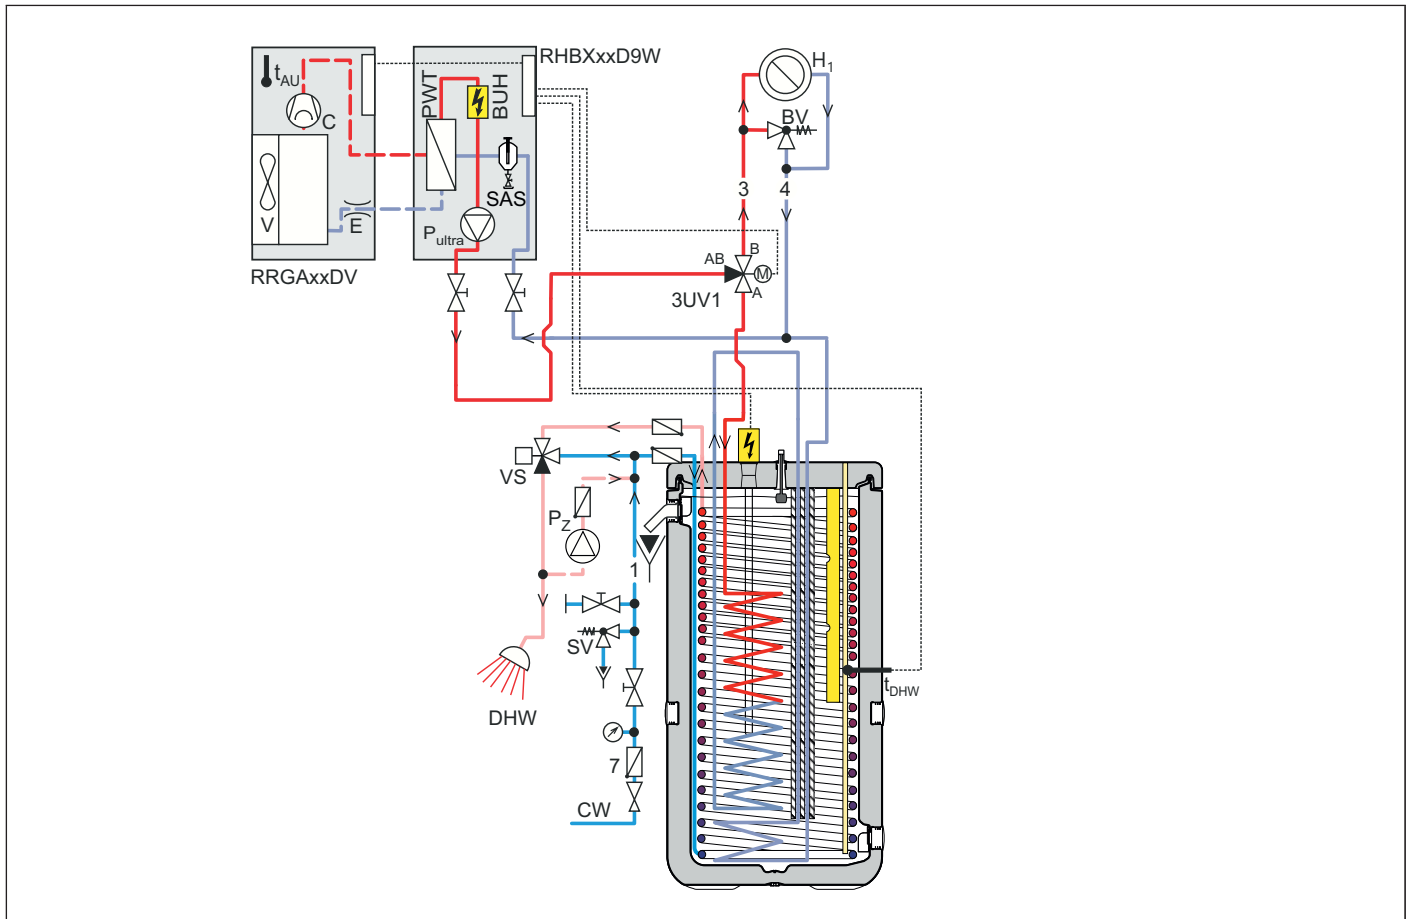 RHBXxxD9W
H1
tAU
PWT
BUH
C
BV
SAS
3
4
V
E
Pultra
B
AB
M
RRGAxxDV
A
3UV1
VS
PZ
1
SV
tDHW
DHW
7
CW